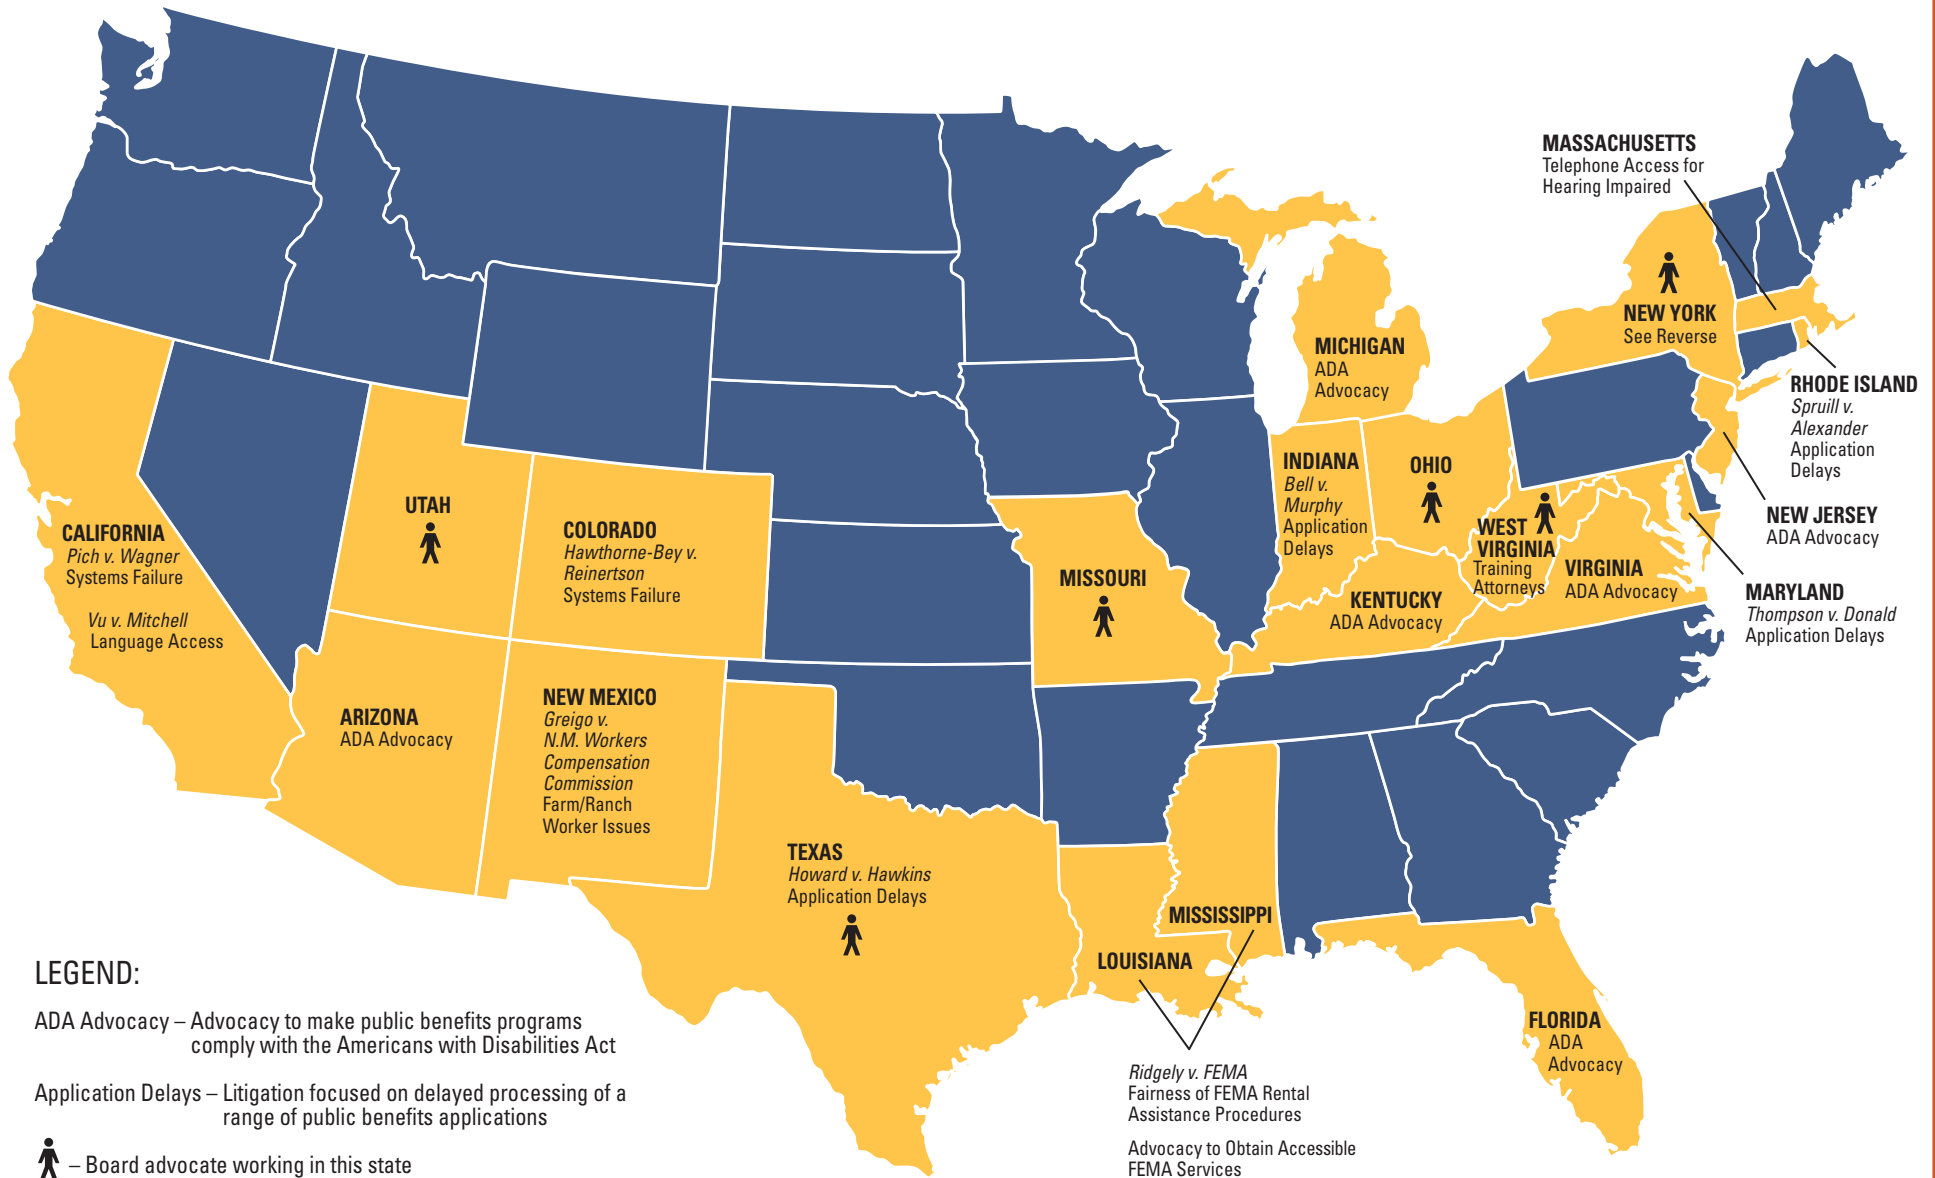 MASSACHUSETTS
Telephone Access for
Hearing Impaired
NEW YORK
See Reverse
MICHIGAN
ADA
Advocacy
RHODE ISLAND
Spruill v.
Alexander
Application
Delays
INDIANA
Bell v.
Murphy
Application
Delays
OHIO
NEW JERSEY
ADA Advocacy
UTAH
COLORADO
Hawthorne-Bey v.
Reinertson
Systems Failure
CALIFORNIA
Pich v. Wagner
Systems Failure
Vu v. Mitchell
Language Access
WEST
VIRGINIA
Training
Attorneys
VIRGINIA
ADA Advocacy
MISSOURI
KENTUCKY
ADA Advocacy
MARYLAND
Thompson v. Donald
Application Delays
ARIZONA
ADA Advocacy
NEW MEXICO
Greigo v.
N.M. Workers
Compensation
Commission
Farm/Ranch
Worker Issues
TEXAS
Howard v. Hawkins
Application Delays
MISSISSIPPI
LOUISIANA
Ridgely v. FEMA
Fairness of FEMA Rental
Assistance Procedures
Advocacy to Obtain Accessible
FEMA Services
FLORIDA
ADA
Advocacy
LEGEND:
ADA Advocacy – Advocacy to make public benefits programs
comply with the Americans with Disabilities Act
Application Delays – Litigation focused on delayed processing of a
range of public benefits applications
– Board advocate working in this state